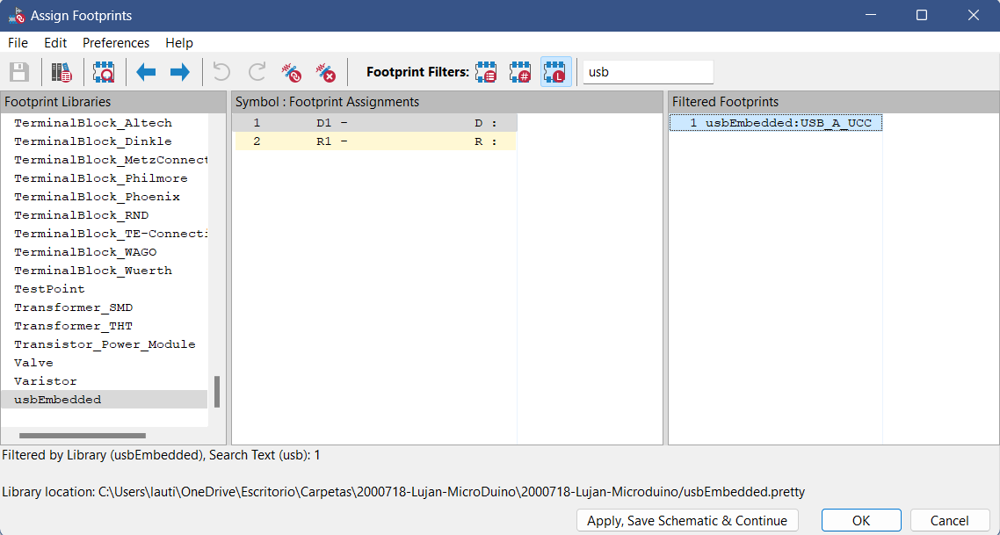 Assign Footprints
File Edit Preferences Help
Footprint Filters: # L usb
Footprint Libraries
TerminalBlock_Altech
TerminalBlock_Dinkle
TerminalBlock_MetzConnect
TerminalBlock_Philmore
TerminalBlock_Phoenix
TerminalBlock_RND
TerminalBlock_TE-Connecti
TerminalBlock_WAGO
TerminalBlock_Wuerth
TestPoint
Transformer_SMD
Transformer_THT
Transistor_Power_Module
Valve
Varistor
usbEmbedded
Symbol : Footprint Assignments
1 D1 - D :
2 R1 - R :
Filtered Footprints
1 usbEmbedded:USB_A_UCC
Filtered by Library (usbEmbedded), Search Text (usb): 1
Library location: C:\Users\lauti\OneDrive\Escritorio\Carpetas\2000718-Lujan-MicroDuino\2000718-Lujan-Microduino/usbEmbedded.pretty
Apply, Save Schematic & Continue OK Cancel